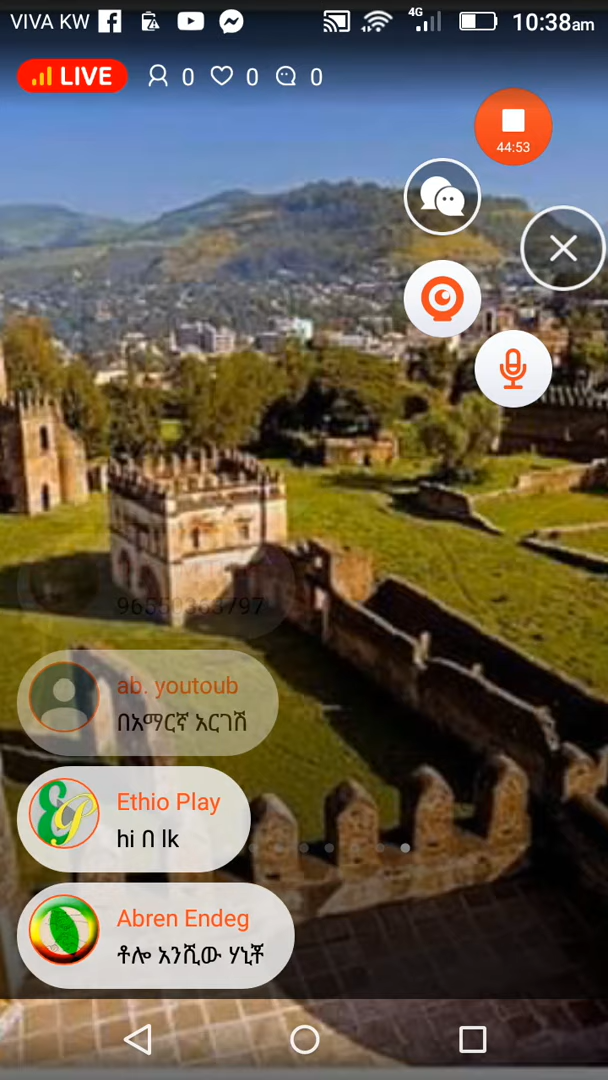 VIVA KW
4G
10:38am
LIVE 0 0 0
44:53
ab. youtoub
በአማርኛ አርገሽ
Ethio Play
hi በ lk
Abren Endeg
ቶሎ አንሺው ሃኒቾ